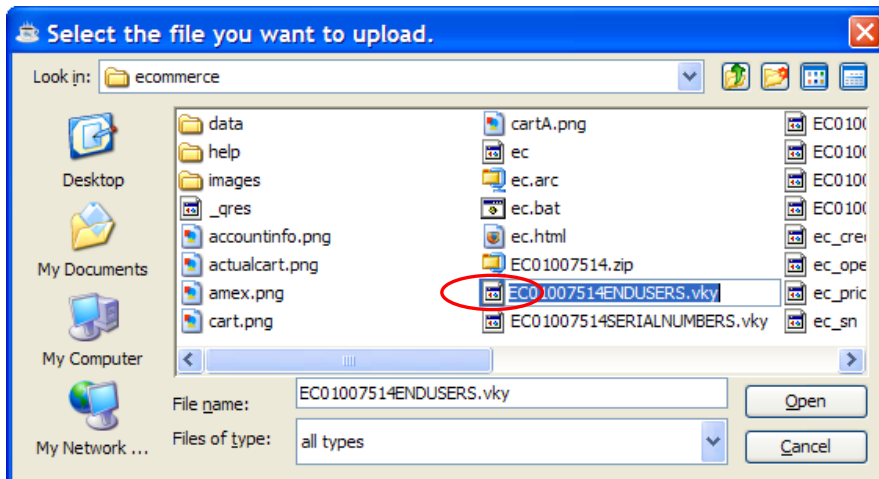 Select the file you want to upload.
Look in: ecommerce
Desktop
My Documents
My Computer
My Network ...
data
help
images
_qres
accountinfo.png
actualcart.png
amex.png
cart.png
cartA.png
ec
ec.arc
ec.bat
ec.html
EC01007514.zip
EC01007514ENDUSERS.vky
EC01007514SERIALNUMBERS.vky
ec_sn
File name: EC01007514ENDUSERS.vky
Open
Files of type: all types
Cancel